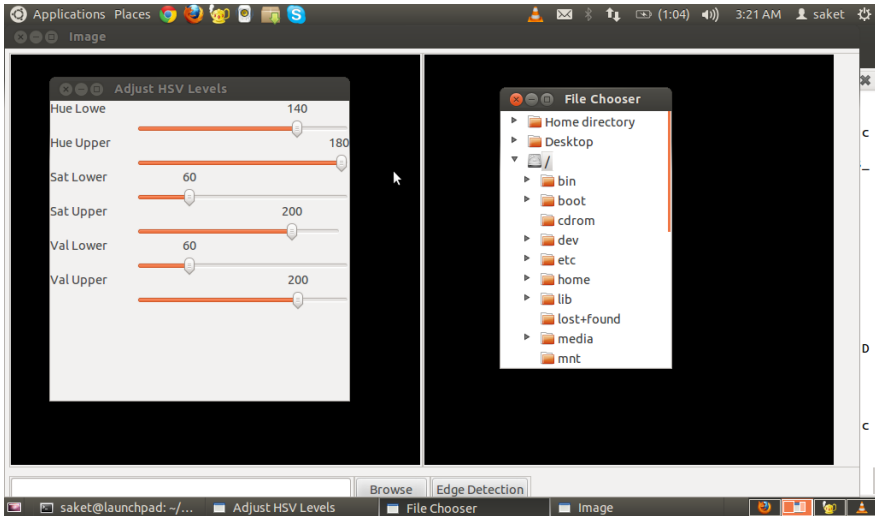 Applications Places (1:04) 3:21 AM saket
Image
Adjust HSV Levels
Hue Lowe 140
Hue Upper 180
Sat Lower 60
Sat Upper 200
Val Lower 60
Val Upper 200
File Chooser
Home directory
Desktop
/
bin
boot
cdrom
dev
etc
home
lib
lost+found
media
mnt
c
_
D
c
Browse Edge Detection
saket@launchpad: ~/... Adjust HSV Levels File Chooser Image